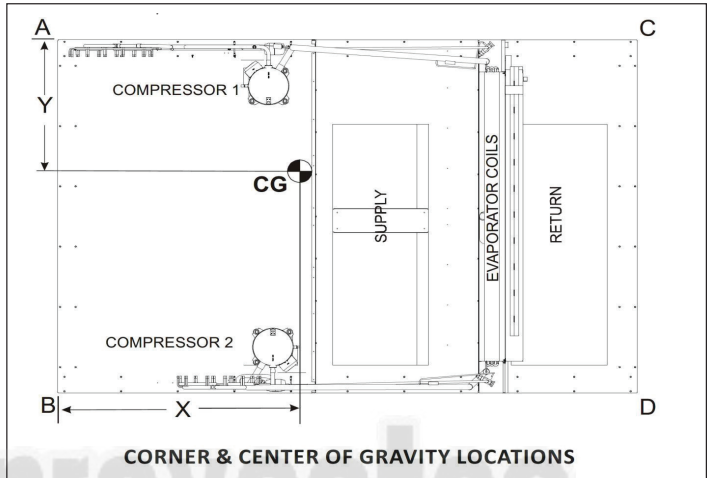 A
C
Y
COMPRESSOR 1
CG
SUPPLY
EVAPORATOR COILS
RETURN
COMPRESSOR 2
B
X
D
CORNER & CENTER OF GRAVITY LOCATIONS